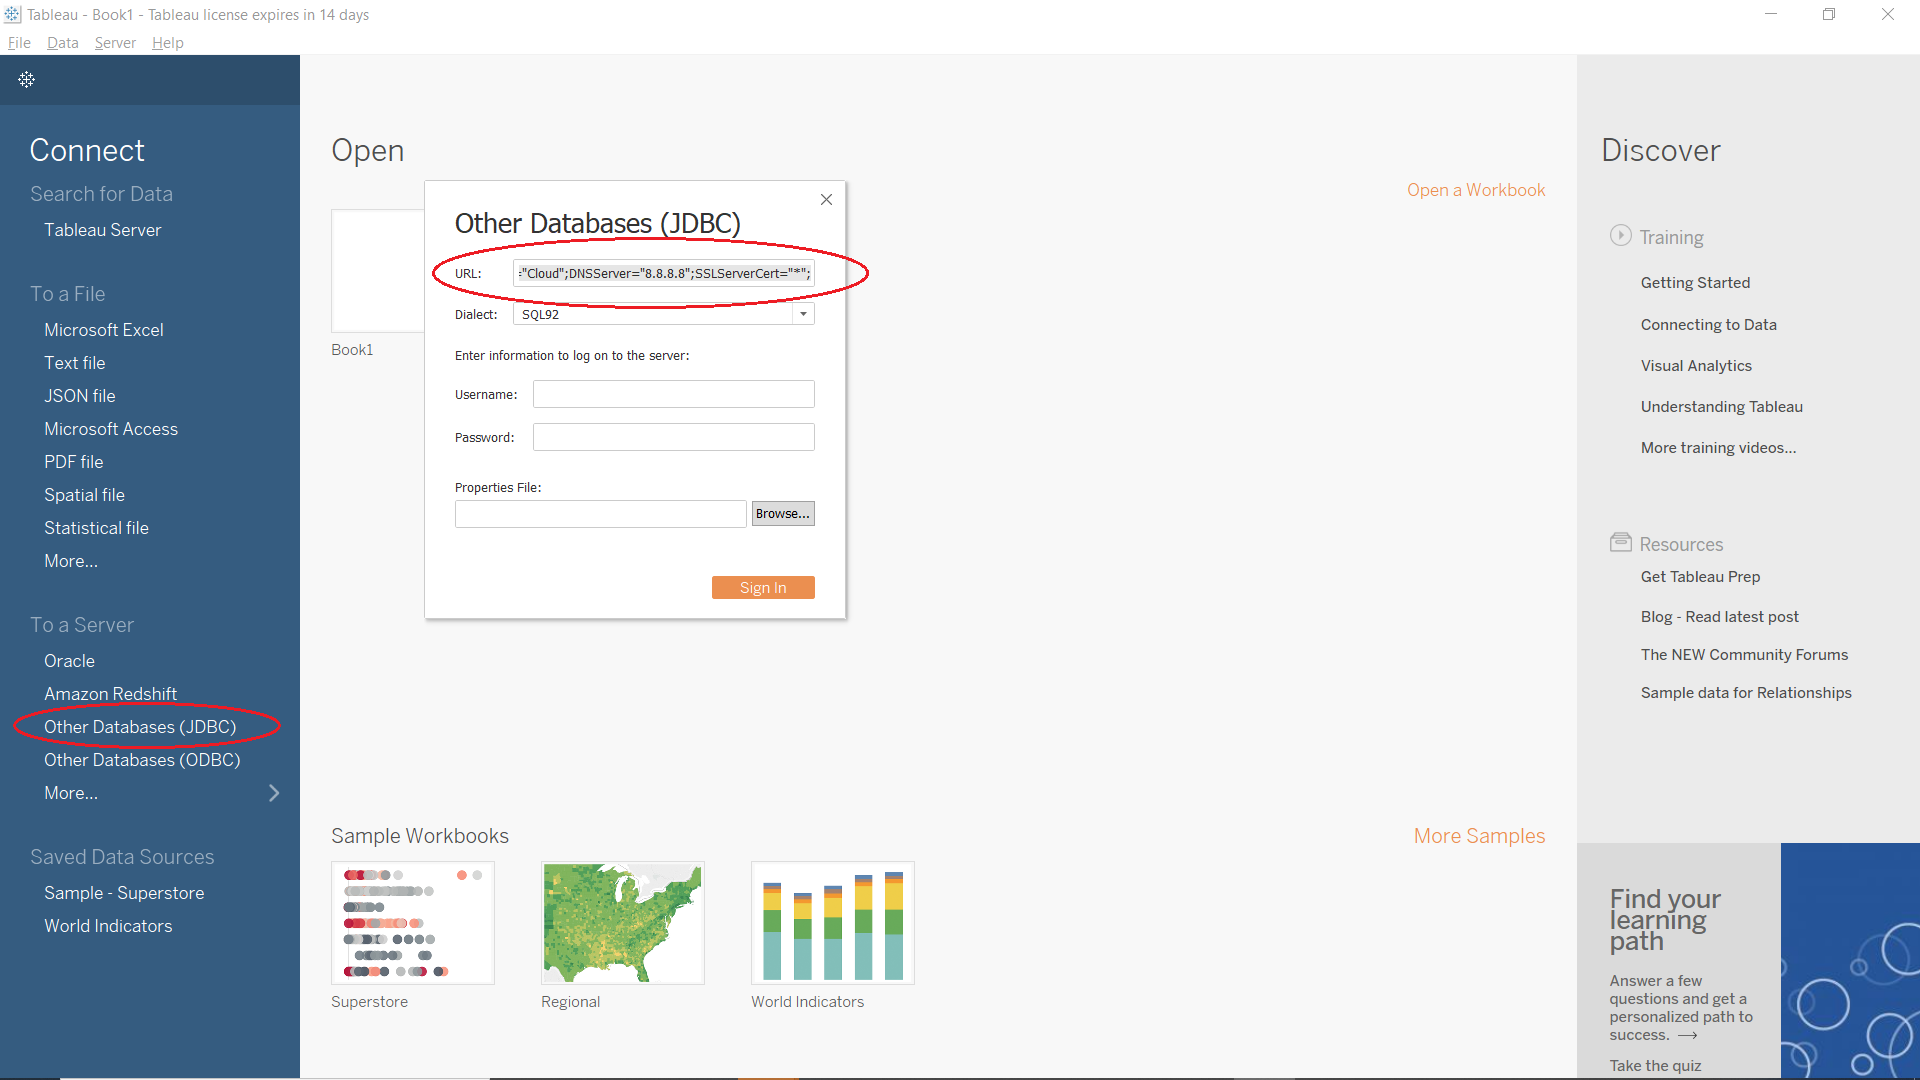 Tableau - Book1 - Tableau license expires in 14 days
File Data Server Help
Connect
Search for Data
Tableau Server
To a File
Microsoft Excel
Text file
JSON file
Microsoft Access
PDF file
Spatial file
Statistical file
More...
To a Server
Oracle
Amazon Redshift
Other Databases (JDBC)
Other Databases (ODBC)
More...
Saved Data Sources
Sample - Superstore
World Indicators
Open
Open a Workbook
Book1
Other Databases (JDBC)
URL: ="Cloud";DNSServer="8.8.8.8";SSLServerCert="*";
Dialect: SQL92
Enter information to log on to the server:
Username:
Password:
Properties File:
Browse...
Sign In
Sample Workbooks
More Samples
Superstore
Regional
World Indicators
Discover
Training
Getting Started
Connecting to Data
Visual Analytics
Understanding Tableau
More training videos...
Resources
Get Tableau Prep
Blog - Read latest post
The NEW Community Forums
Sample data for Relationships
Find your
learning
path
Answer a few
questions and get a
personalized path to
success. →
Take the quiz